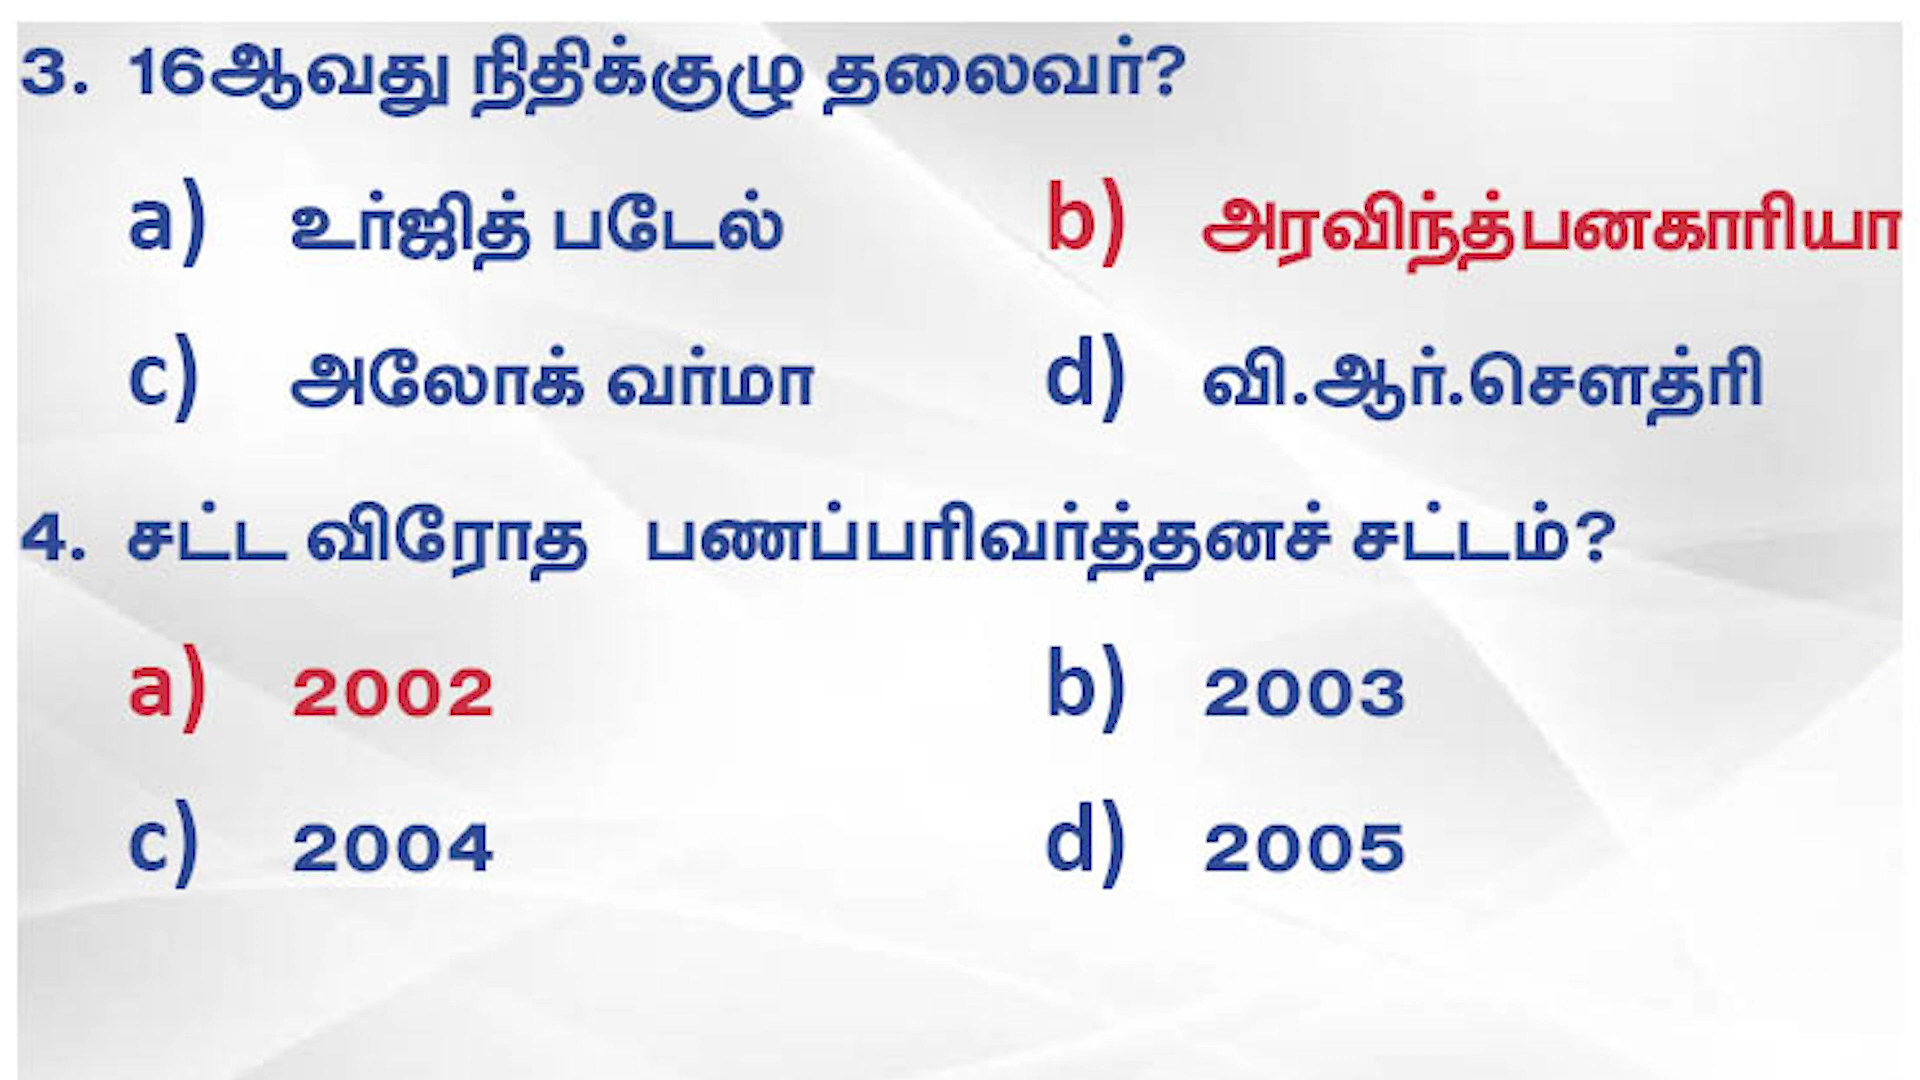 3. 16ஆவது நிதிக்குழு தலைவர்?
a) உர்ஜித் படேல் b) அரவிந்த்பனகாரியா
c) அலோக் வர்மா d) வி.ஆர்.சௌத்ரி
4. சட்ட விரோத பணப்பரிவர்த்தனச் சட்டம்?
a) 2002 b) 2003
c) 2004 d) 2005